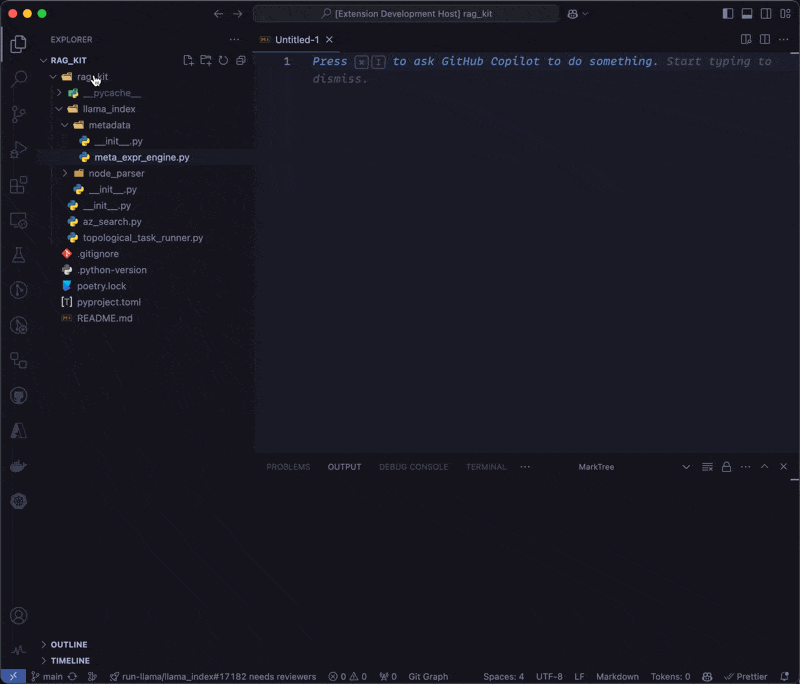 [Extension Development Host] rag_kit
EXPLORER
RAG_KIT
rag_kit
__pycache__
llama_index
metadata
__init__.py
meta_expr_engine.py
node_parser
__init__.py
__init__.py
az_search.py
topological_task_runner.py
.gitignore
.python-version
poetry.lock
pyproject.toml
README.md
OUTLINE
TIMELINE
Untitled-1
1 Press ⌘ I to ask GitHub Copilot to do something. Start typing to
dismiss.
PROBLEMS OUTPUT DEBUG CONSOLE TERMINAL MarkTree
main run-llama/llama_index#17182 needs reviewers 0 0 0 Git Graph Spaces: 4 UTF-8 LF Markdown Tokens: 0 Prettier